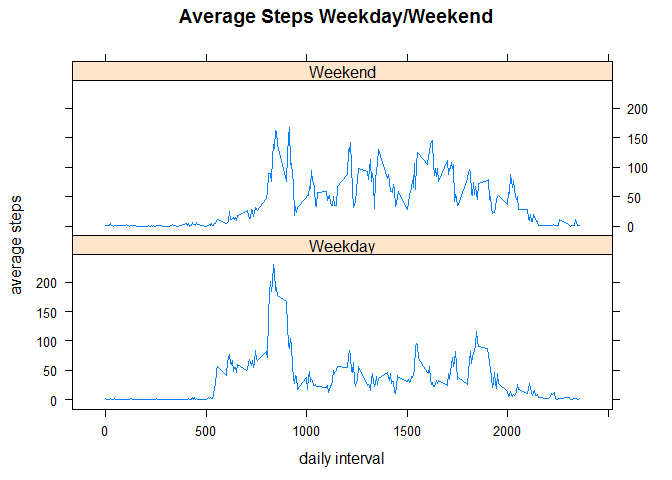 Average Steps Weekday/Weekend
Weekend
200
150
100
50
0
average steps
Weekday
200
150
100
50
0
0 500 1000 1500 2000
daily interval